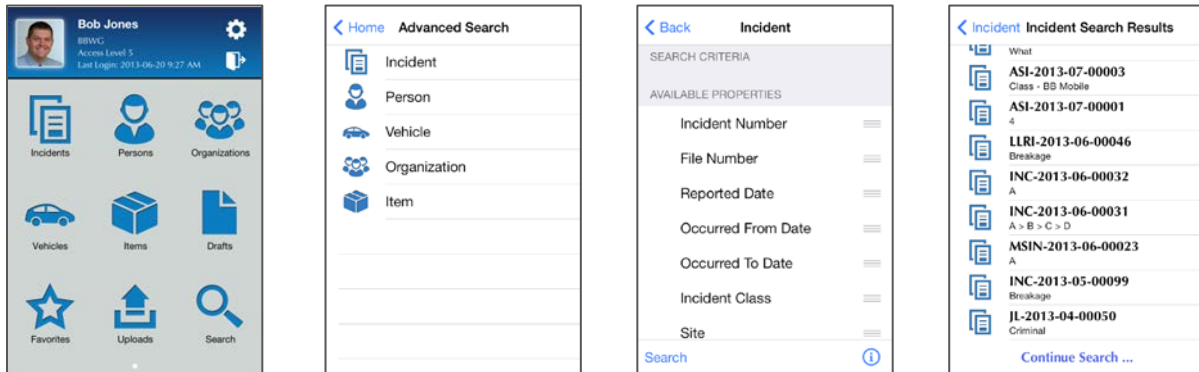 Bob Jones
BBWG
Access Level 5
Last Login: 2013-06-20 9:27 AM
Incidents
Persons
Organizations
Vehicles
Items
Drafts
Favorites
Uploads
Search
Home Advanced Search
Incident
Person
Vehicle
Organization
Item
Back Incident
SEARCH CRITERIA
AVAILABLE PROPERTIES
Incident Number
File Number
Reported Date
Occurred From Date
Occurred To Date
Incident Class
Site
Search
Incident Incident Search Results
What
ASI-2013-07-00003
Class - BB Mobile
ASI-2013-07-00001
4
LLRI-2013-06-00046
Breakage
INC-2013-06-00032
A
INC-2013-06-00031
A > B > C > D
MSIN-2013-06-00023
A
INC-2013-05-00099
Breakage
JL-2013-04-00050
Criminal
Continue Search ...